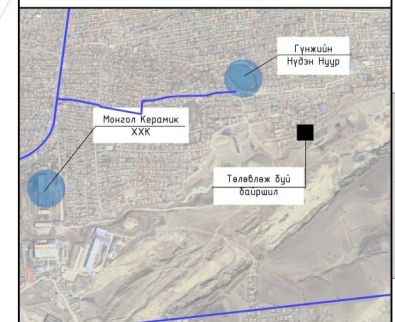 Гүнжийн
Нүдэн Нуур
Монгол Керамик
ХХК
Төлөвлөж буй
байршил